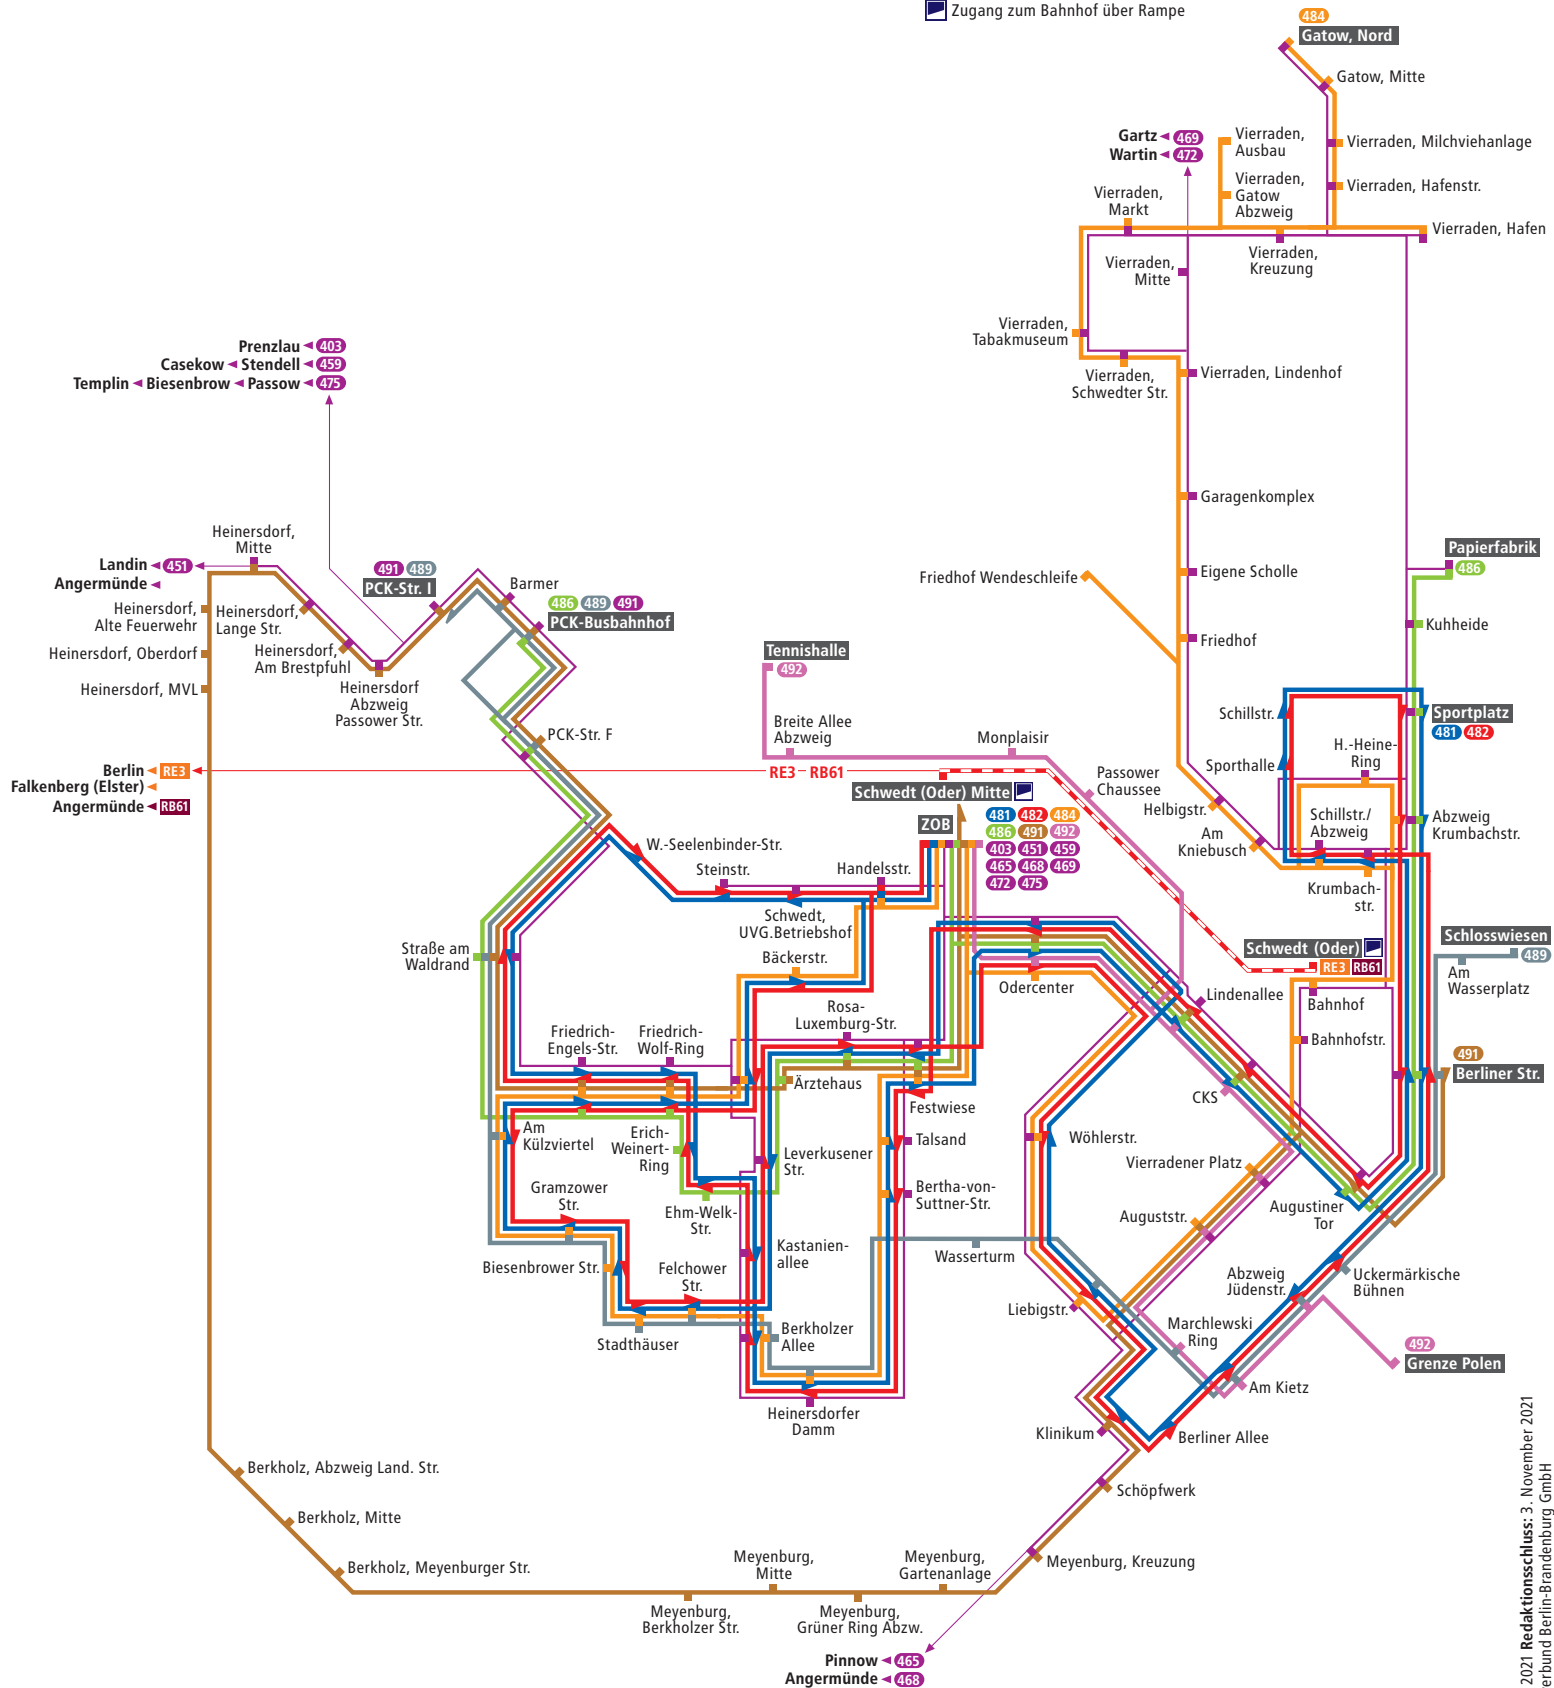 Zugang zum Bahnhof über Rampe
484
Gatow, Nord
Gatow, Mitte
Gartz 469
Wartin 472
Vierraden,
Ausbau
Vierraden, Milchviehanlage
Vierraden,
Gatow
Abzweig
Vierraden, Hafenstr.
Vierraden,
Markt
Vierraden, Hafen
Vierraden,
Kreuzung
Vierraden,
Mitte
Vierraden,
Tabakmuseum
Vierraden,
Schwedter Str.
Vierraden, Lindenhof
Prenzlau 403
Casekow Stendell 459
Templin Biesenbrow Passow 475
Garagenkomplex
Heinersdorf,
Mitte
Landin 451
Angermünde
Heinersdorf,
Alte Feuerwehr
Heinersdorf,
Lange Str.
Heinersdorf, Oberdorf
Heinersdorf,
Am Brestpfuhl
Heinersdorf, MVL
Heinersdorf
Abzweig
Passower Str.
491 489
PCK-Str. I
Barmer
486 489 491
PCK-Busbahnhof
PCK-Str. F
Friedhof Wendeschleife
Eigene Scholle
Friedhof
Papierfabrik
486
Kuhheide
Tennishalle
492
Breite Allee
Abzweig
Monplaisir
Schillstr.
Sportplatz
481 482
H.-Heine-
Ring
Sporthalle
Berlin RE3
Falkenberg (Elster)
Angermünde RB61
RE3 RB61
Schwedt (Oder) Mitte
Passower
Chaussee
Helbigstr.
Am
Kniebusch
Schillstr./
Abzweig
Abzweig
Krumbachstr.
Krumbach-
str.
ZOB
481 482 484
486 491 492
403 451 459
465 468 469
472 475
W.-Seelenbinder-Str.
Steinstr.
Handelsstr.
Schwedt,
UVG.Betriebshof
Straße am
Waldrand
Bäckerstr.
Odercenter
Schwedt (Oder)
RE3 RB61
Schlosswiesen
489
Am
Wasserplatz
Lindenallee
Bahnhof
Bahnhofstr.
Rosa-
Luxemburg-Str.
Friedrich-
Engels-Str.
Friedrich-
Wolf-Ring
Ärztehaus
Festwiese
CKS
491
Berliner Str.
Am
Külzviertel
Erich-
Weinert-
Ring
Leverkusener
Str.
Talsand
Wöhlerstr.
Vierradener Platz
Gramzower
Str.
Ehm-Welk-
Str.
Bertha-von-
Suttner-Str.
Auguststr.
Augustiner
Tor
Biesenbrower Str.
Felchower
Str.
Kastanien-
allee
Wasserturm
Abzweig
Jüdenstr.
Uckermärkische
Bühnen
Liebigstr.
Stadthäuser
Berkholzer
Allee
Marchlewski
Ring
492
Grenze Polen
Am Kietz
Heinersdorfer
Damm
Klinikum
Berliner Allee
Schöpfwerk
Berkholz, Abzweig Land. Str.
Berkholz, Mitte
Berkholz, Meyenburger Str.
Meyenburg,
Mitte
Meyenburg,
Gartenanlage
Meyenburg, Kreuzung
Meyenburg,
Berkholzer Str.
Meyenburg,
Grüner Ring Abzw.
Pinnow 465
Angermünde 468
2021 Redaktionsschluss: 3. November 2021
erbund Berlin-Brandenburg GmbH